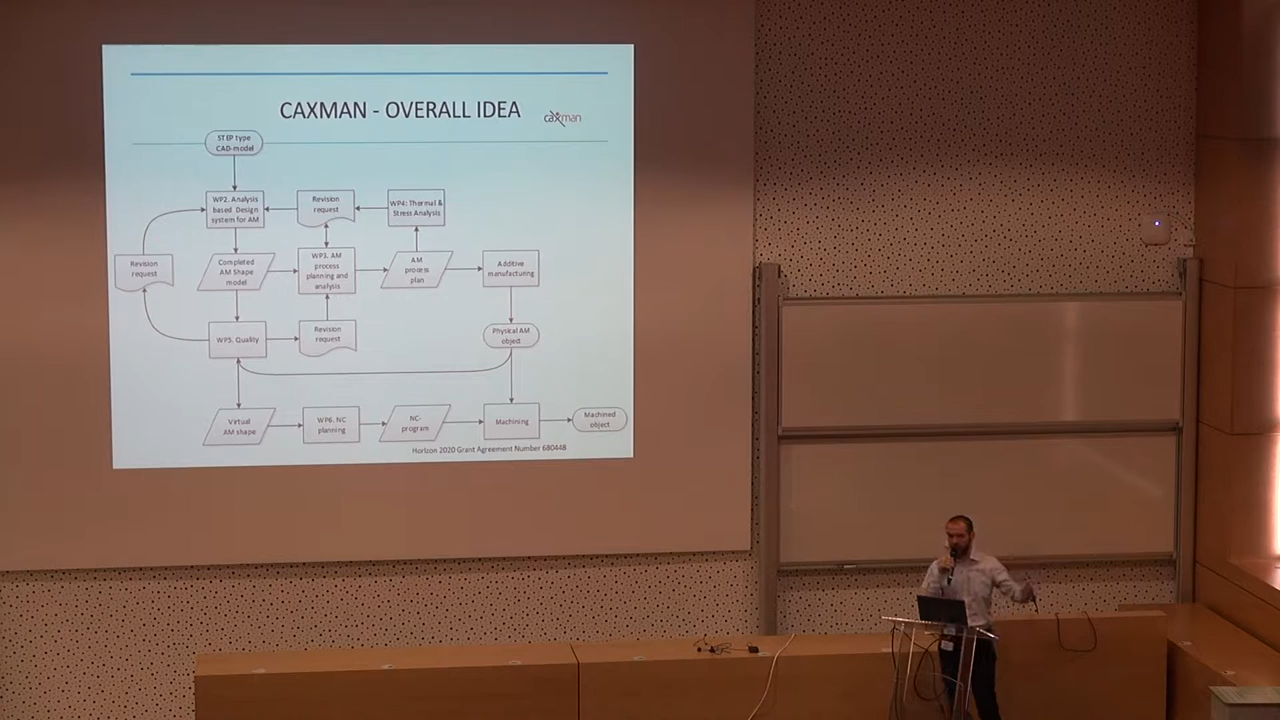 CAXMAN - OVERALL IDEA
caxman
STEP type
CAD-model
WP2. Analysis
based Design
system for AM
Revision
request
WP4: Thermal &
Stress Analysis
Revision
request
Completed
AM Shape
model
WP3. AM
process
planning and
analysis
AM
process
plan
Additive
manufacturing
WP5. Quality
Revision
request
Physical AM
object
Virtual
AM shape
WP6. NC
planning
NC-
program
Machining
Machined
object
Horizon 2020 Grant Agreement Number 680448